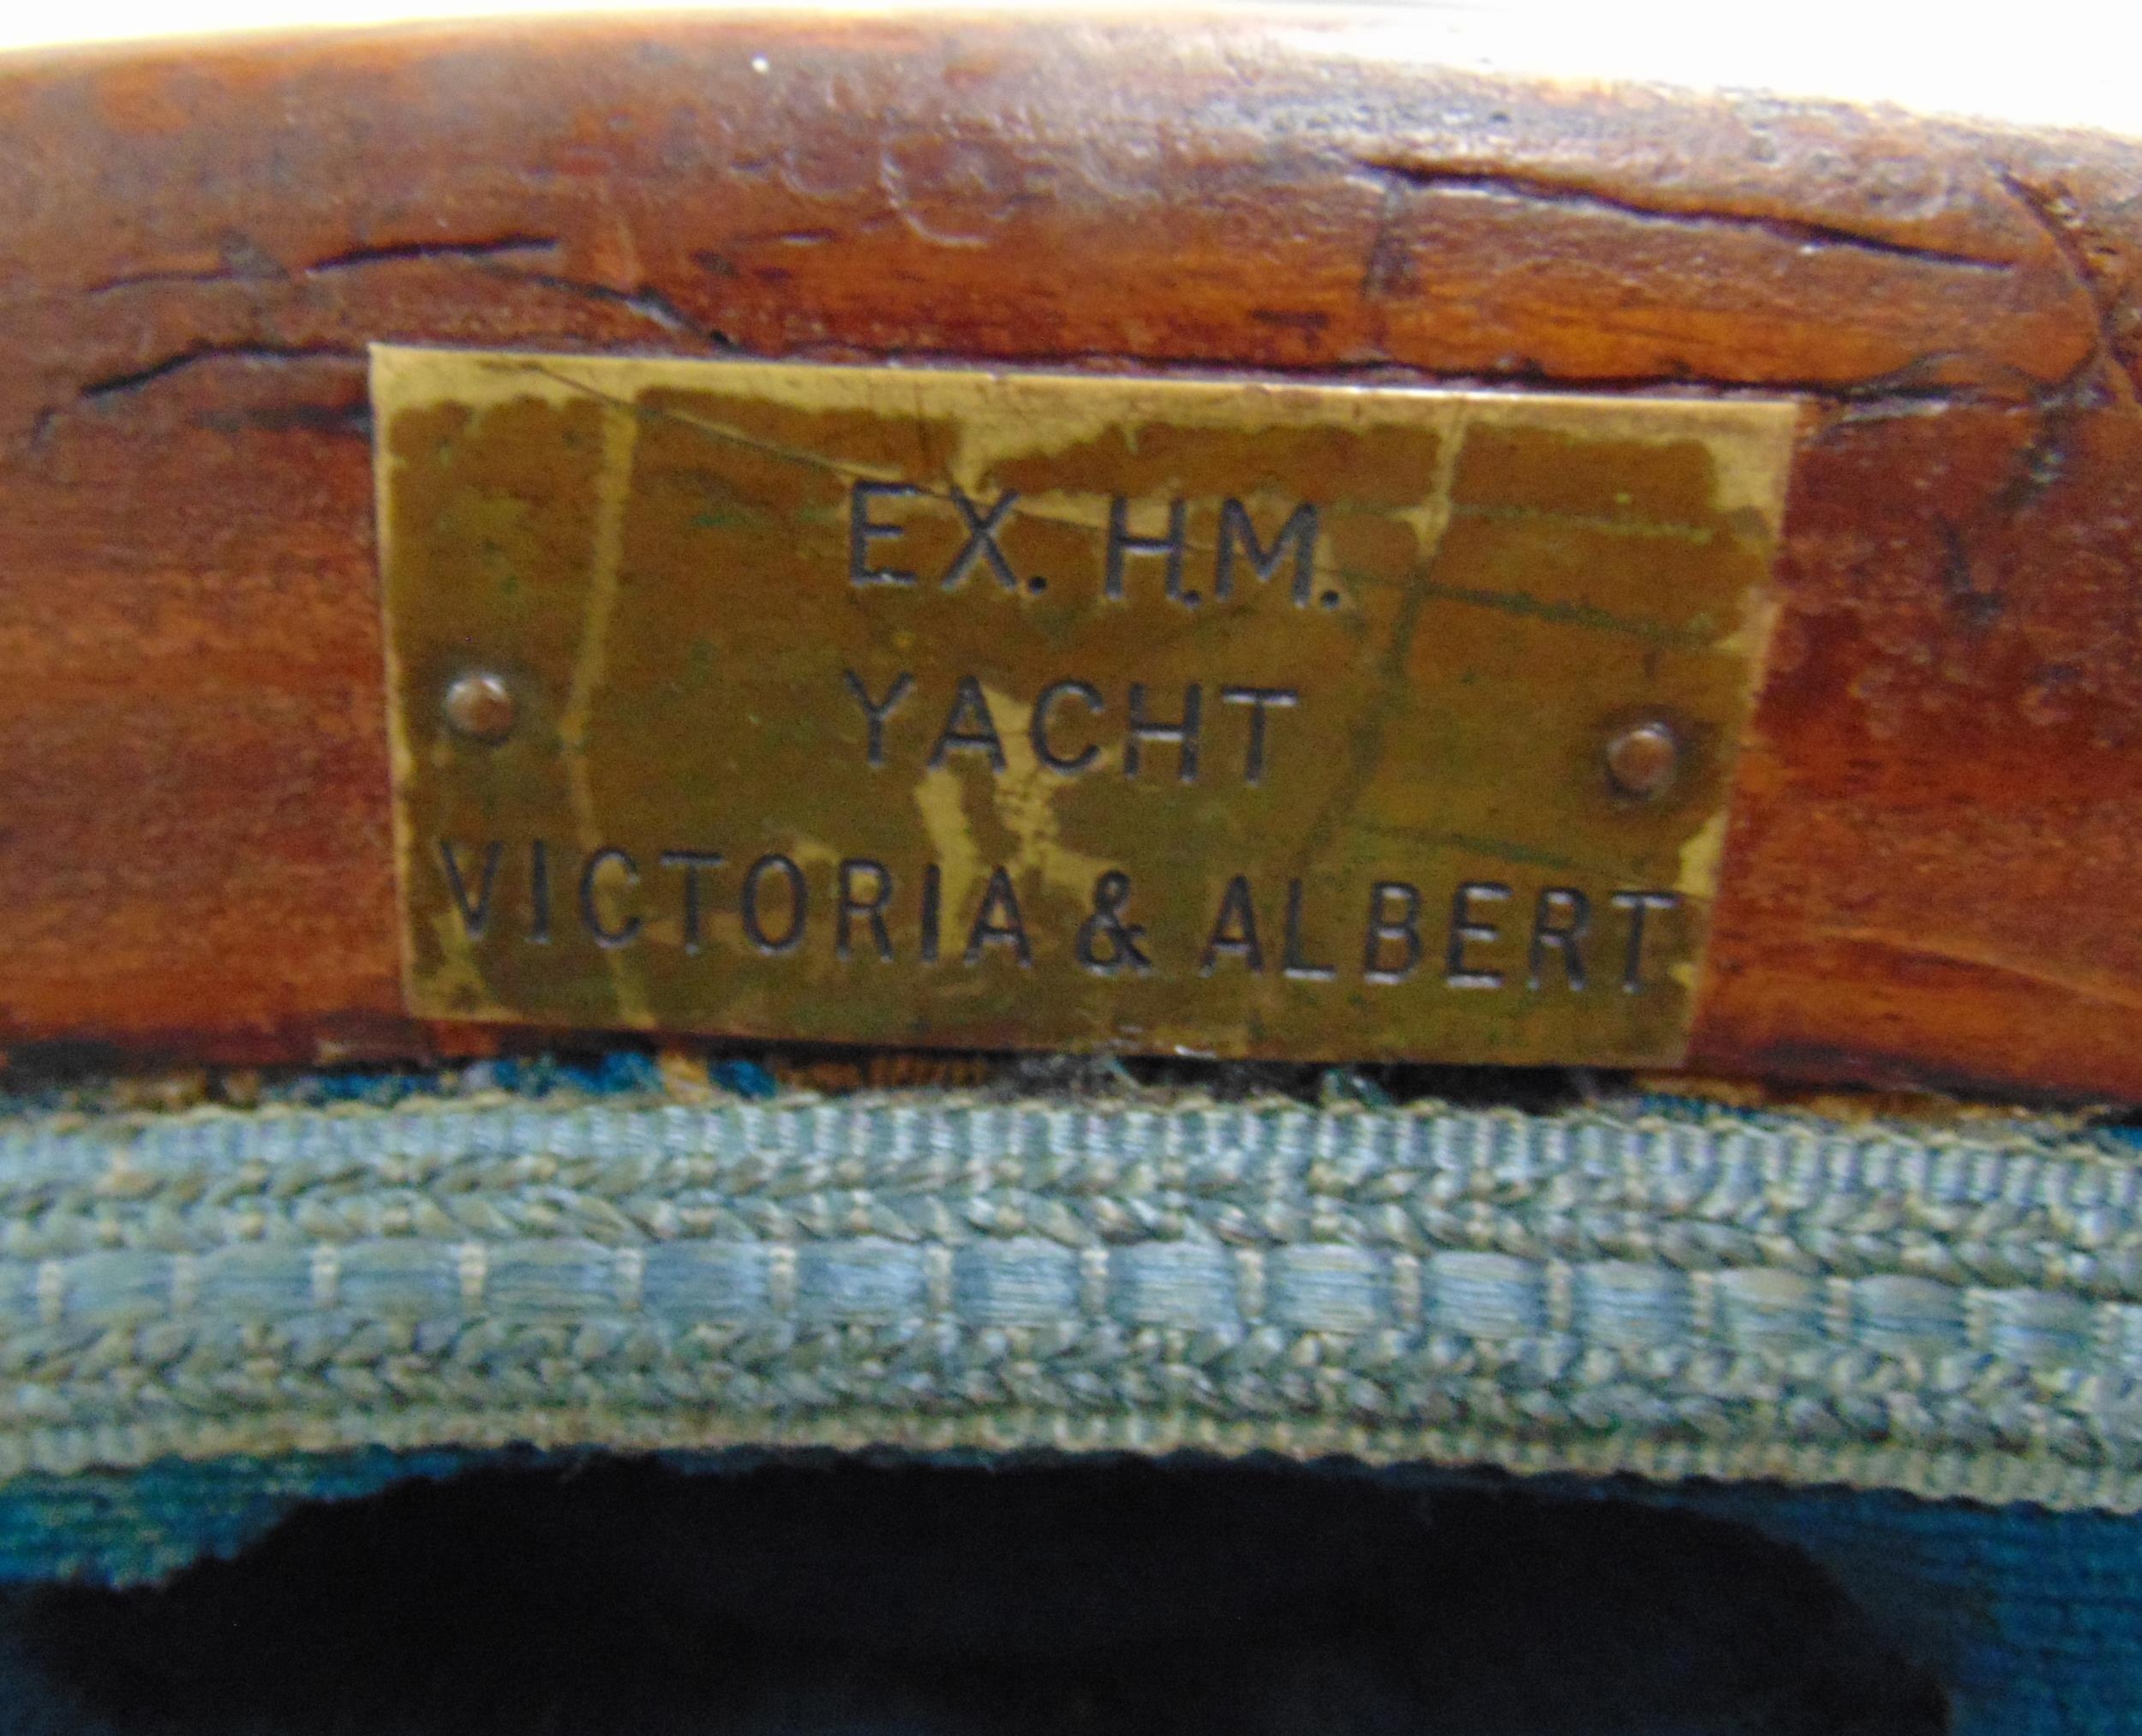 EX. H.M.
YACHT
VICTORIA & ALBERT